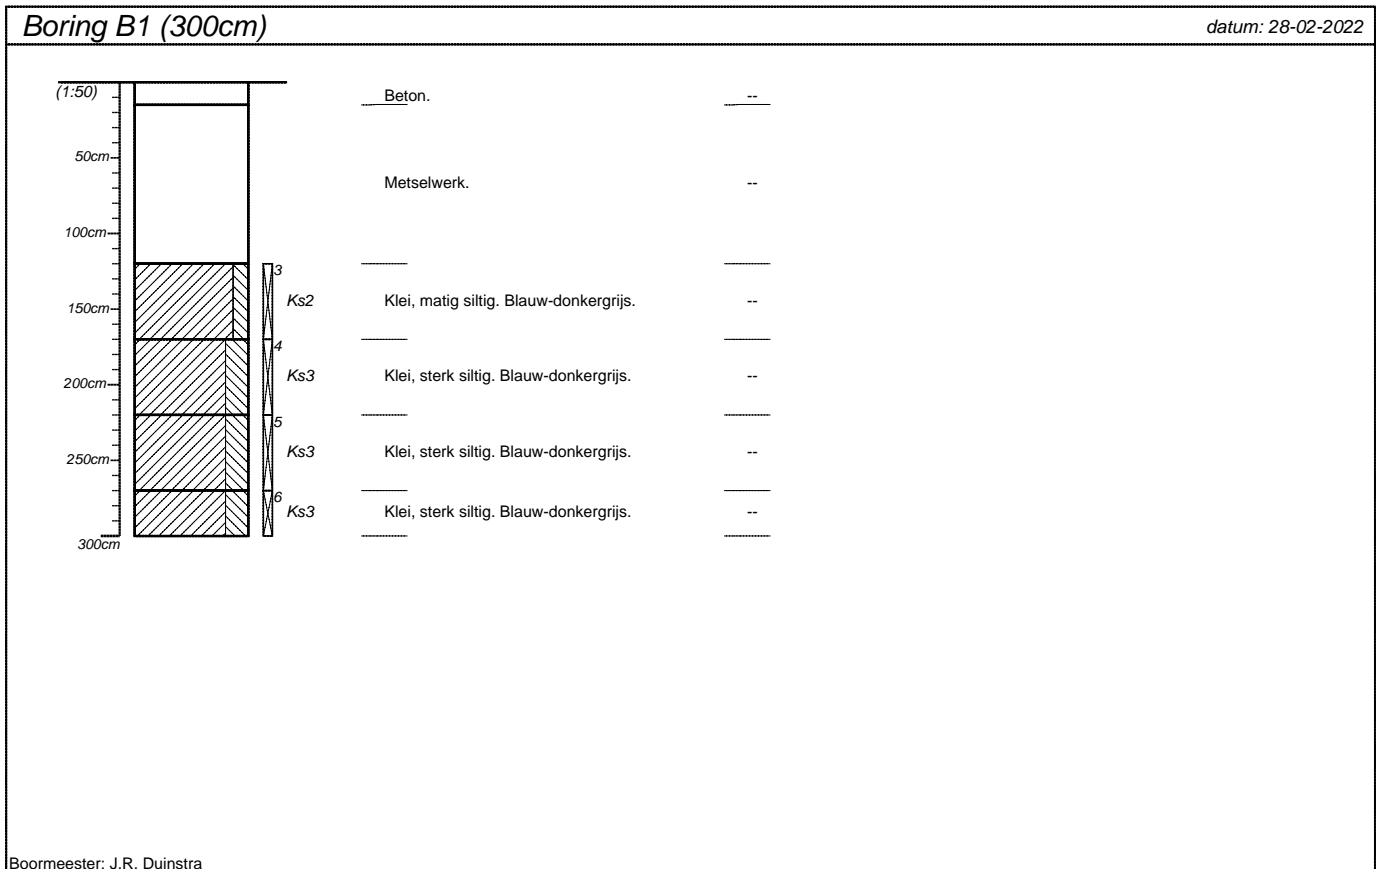 Boring B1 (300cm) datum: 28-02-2022
(1:50) Beton. --
50cm
Metselwerk. --
100cm
3
150cm Ks2 Klei, matig siltig. Blauw-donkergrijs. --
4
200cm Ks3 Klei, sterk siltig. Blauw-donkergrijs. --
5
250cm Ks3 Klei, sterk siltig. Blauw-donkergrijs. --
6
Ks3 Klei, sterk siltig. Blauw-donkergrijs. --
300cm
Boormeester: J.R. Duinstra